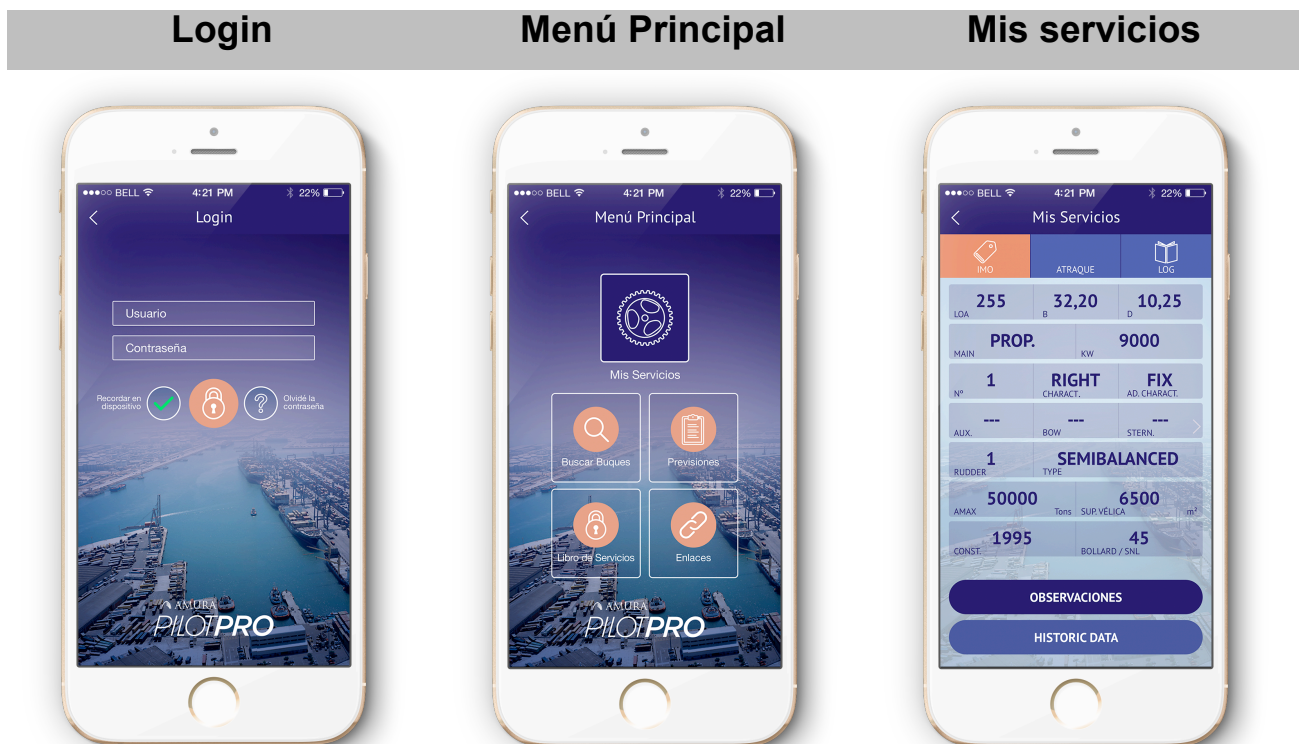 Login
Menú Principal
Mis servicios
BELL 4:21 PM 22%
Login
Usuario
Contraseña
Recordar en
dispositivo
Olvidé la
contraseña
AMURA
PILOTPRO
BELL 4:21 PM 22%
Menú Principal
Mis Servicios
Buscar Buques
Previsiones
Libro de Servicios
Enlaces
AMURA
PILOTPRO
BELL 4:21 PM 22%
Mis Servicios
IMO
ATRAQUE
LOG
LOA 255 B 32,20 D 10,25
MAIN PROP. KW 9000
Nº 1 RIGHT CHARACT. FIX AD. CHARACT.
AUX. --- BOW --- STERN. ---
RUDDER 1 TYPE SEMIBALANCED
AMAX 50000 Tons SUP. VÉLICA 6500 m²
CONST. 1995 BOLLARD / SNL 45
OBSERVACIONES
HISTORIC DATA